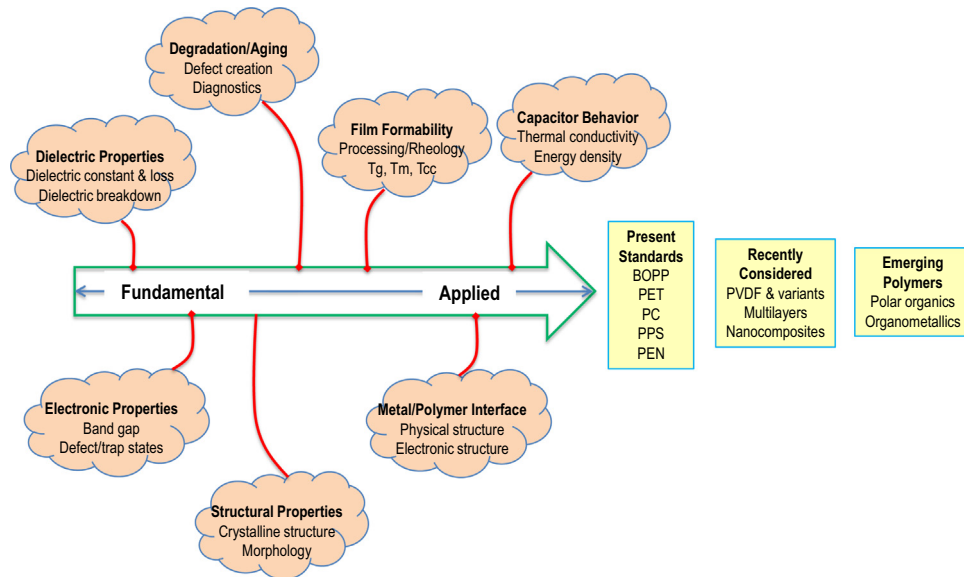 Degradation/Aging
Defect creation
Diagnostics
Film Formability
Processing/Rheology
Tg, Tm, Tcc
Capacitor Behavior
Thermal conductivity
Energy density
Dielectric Properties
Dielectric constant & loss
Dielectric breakdown
Fundamental
Applied
Present
Standards
BOPP
PET
PC
PPS
PEN
Recently
Considered
PVDF & variants
Multilayers
Nanocomposites
Emerging
Polymers
Polar organics
Organometallics
Electronic Properties
Band gap
Defect/trap states
Structural Properties
Crystalline structure
Morphology
Metal/Polymer Interface
Physical structure
Electronic structure